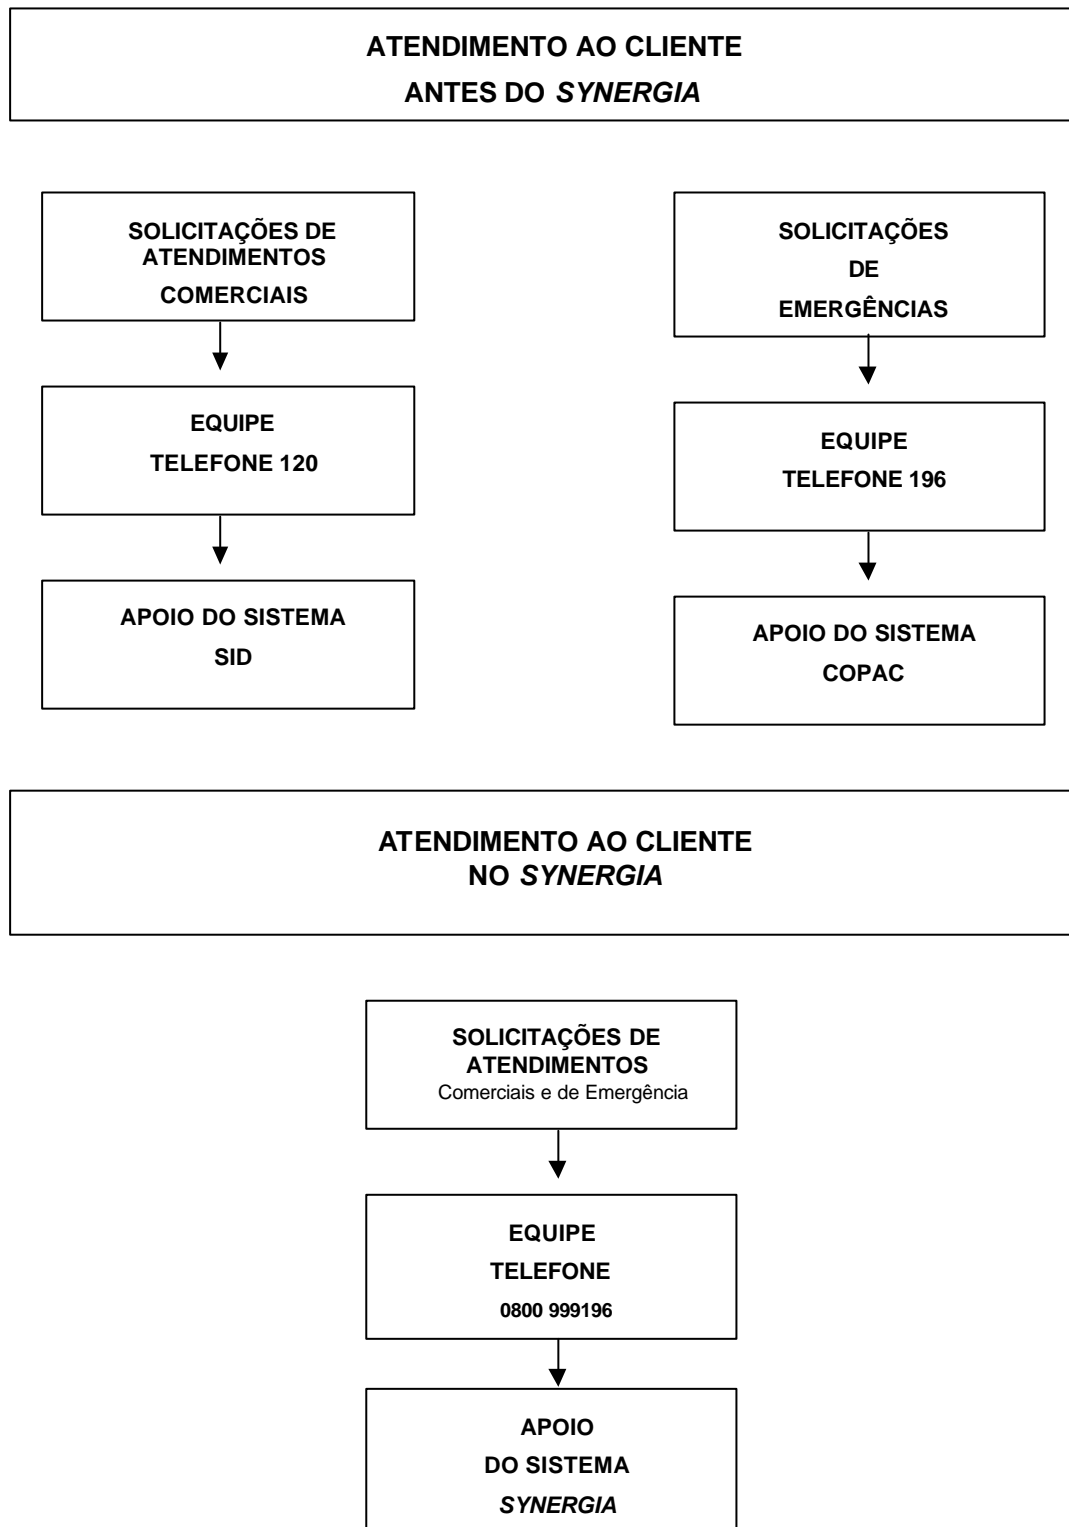 ATENDIMENTO AO CLIENTE
ANTES DO SYNERGIA
SOLICITAÇÕES DE
ATENDIMENTOS
COMERCIAIS
EQUIPE
TELEFONE 120
APOIO DO SISTEMA
SID
SOLICITAÇÕES
DE
EMERGÊNCIAS
EQUIPE
TELEFONE 196
APOIO DO SISTEMA
COPAC
ATENDIMENTO AO CLIENTE
NO SYNERGIA
SOLICITAÇÕES DE
ATENDIMENTOS
Comerciais e de Emergência
EQUIPE
TELEFONE
0800 999196
APOIO
DO SISTEMA
SYNERGIA